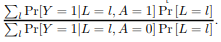 ∑_l Pr[Y = 1|L = l, A = 1] Pr [L = l]
∑_l Pr[Y = 1|L = l, A = 0] Pr [L = l].